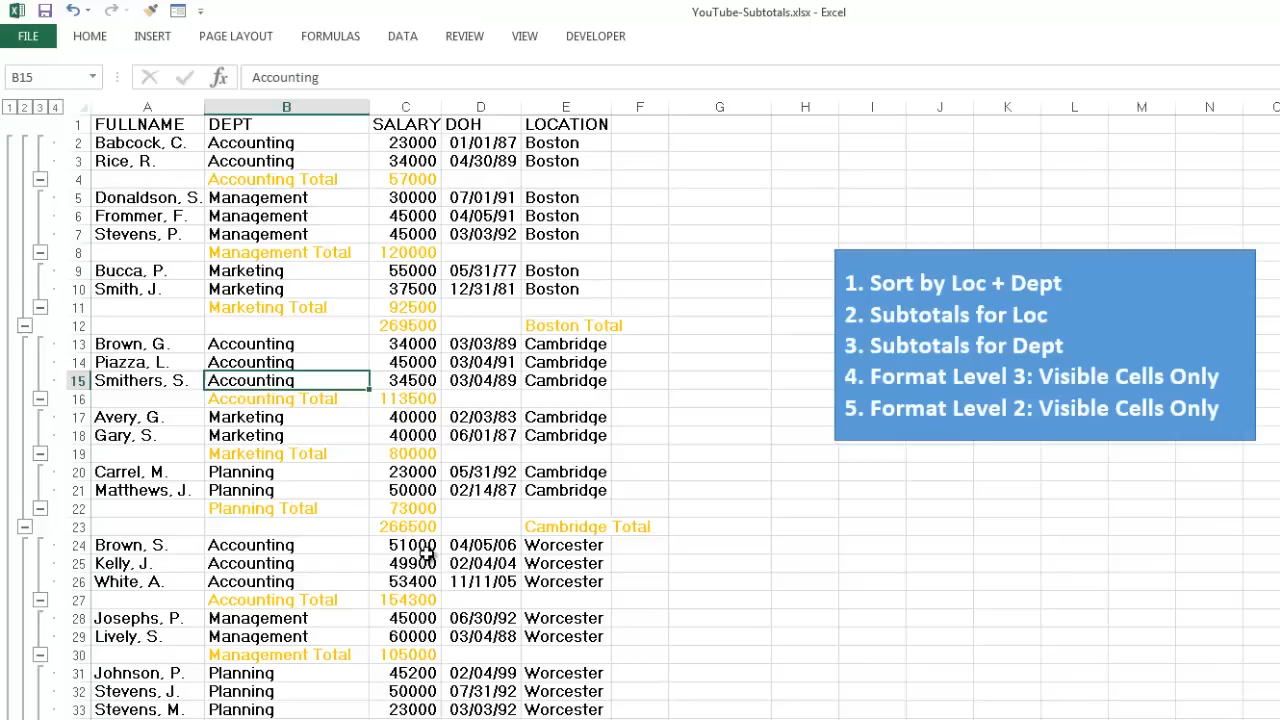 YouTube-Subtotals.xlsx - Excel
FILE HOME INSERT PAGE LAYOUT FORMULAS DATA REVIEW VIEW DEVELOPER
B15 fx Accounting
1 2 3 4 A B C D E F G H I J K L M N
1 FULLNAME DEPT SALARY DOH LOCATION
2 Babcock, C. Accounting 23000 01/01/87 Boston
3 Rice, R. Accounting 34000 04/30/89 Boston
4 Accounting Total 57000
5 Donaldson, S. Management 30000 07/01/91 Boston
6 Frommer, F. Management 45000 04/05/91 Boston
7 Stevens, P. Management 45000 03/03/92 Boston
8 Management Total 120000
9 Bucca, P. Marketing 55000 05/31/77 Boston
10 Smith, J. Marketing 37500 12/31/81 Boston
11 Marketing Total 92500
12 269500 Boston Total
13 Brown, G. Accounting 34000 03/03/89 Cambridge
14 Piazza, L. Accounting 45000 03/04/91 Cambridge
15 Smithers, S. Accounting 34500 03/04/89 Cambridge
16 Accounting Total 113500
17 Avery, G. Marketing 40000 02/03/83 Cambridge
18 Gary, S. Marketing 40000 06/01/87 Cambridge
19 Marketing Total 80000
20 Carrel, M. Planning 23000 05/31/92 Cambridge
21 Matthews, J. Planning 50000 02/14/87 Cambridge
22 Planning Total 73000
23 266500 Cambridge Total
24 Brown, S. Accounting 51000 04/05/06 Worcester
25 Kelly, J. Accounting 49900 02/04/04 Worcester
26 White, A. Accounting 53400 11/11/05 Worcester
27 Accounting Total 154300
28 Josephs, P. Management 45000 06/30/92 Worcester
29 Lively, S. Management 60000 03/04/88 Worcester
30 Management Total 105000
31 Johnson, P. Planning 45200 02/04/99 Worcester
32 Stevens, J. Planning 50000 07/31/92 Worcester
33 Stevens, M. Planning 23000 03/03/92 Worcester
1. Sort by Loc + Dept
2. Subtotals for Loc
3. Subtotals for Dept
4. Format Level 3: Visible Cells Only
5. Format Level 2: Visible Cells Only